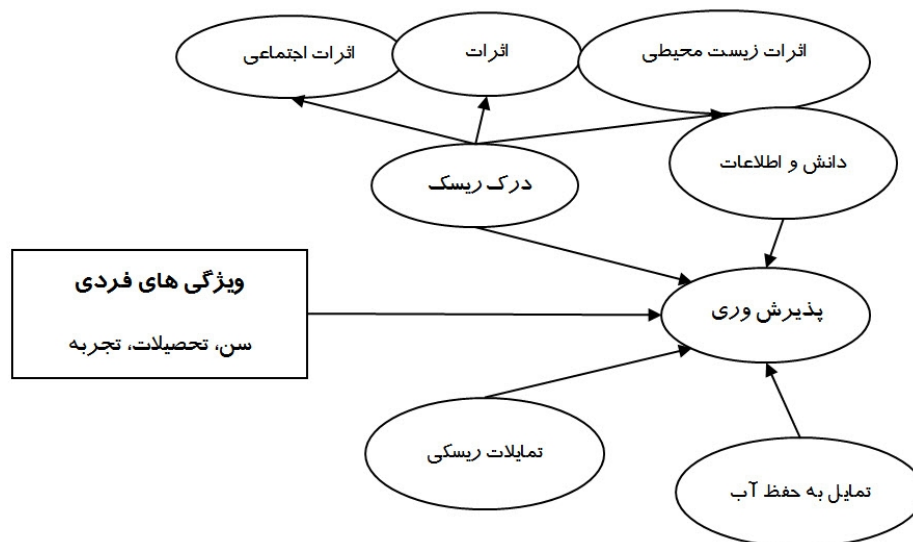 اثرات زیست محیطی
اثرات
اثرات اجتماعی
دانش و اطلاعات
درک ریسک
ویژگی های فردی
سن، تحصیلات، تجربه
پذیرش وری
تمایلات ریسکی
تمایل به حفظ آب